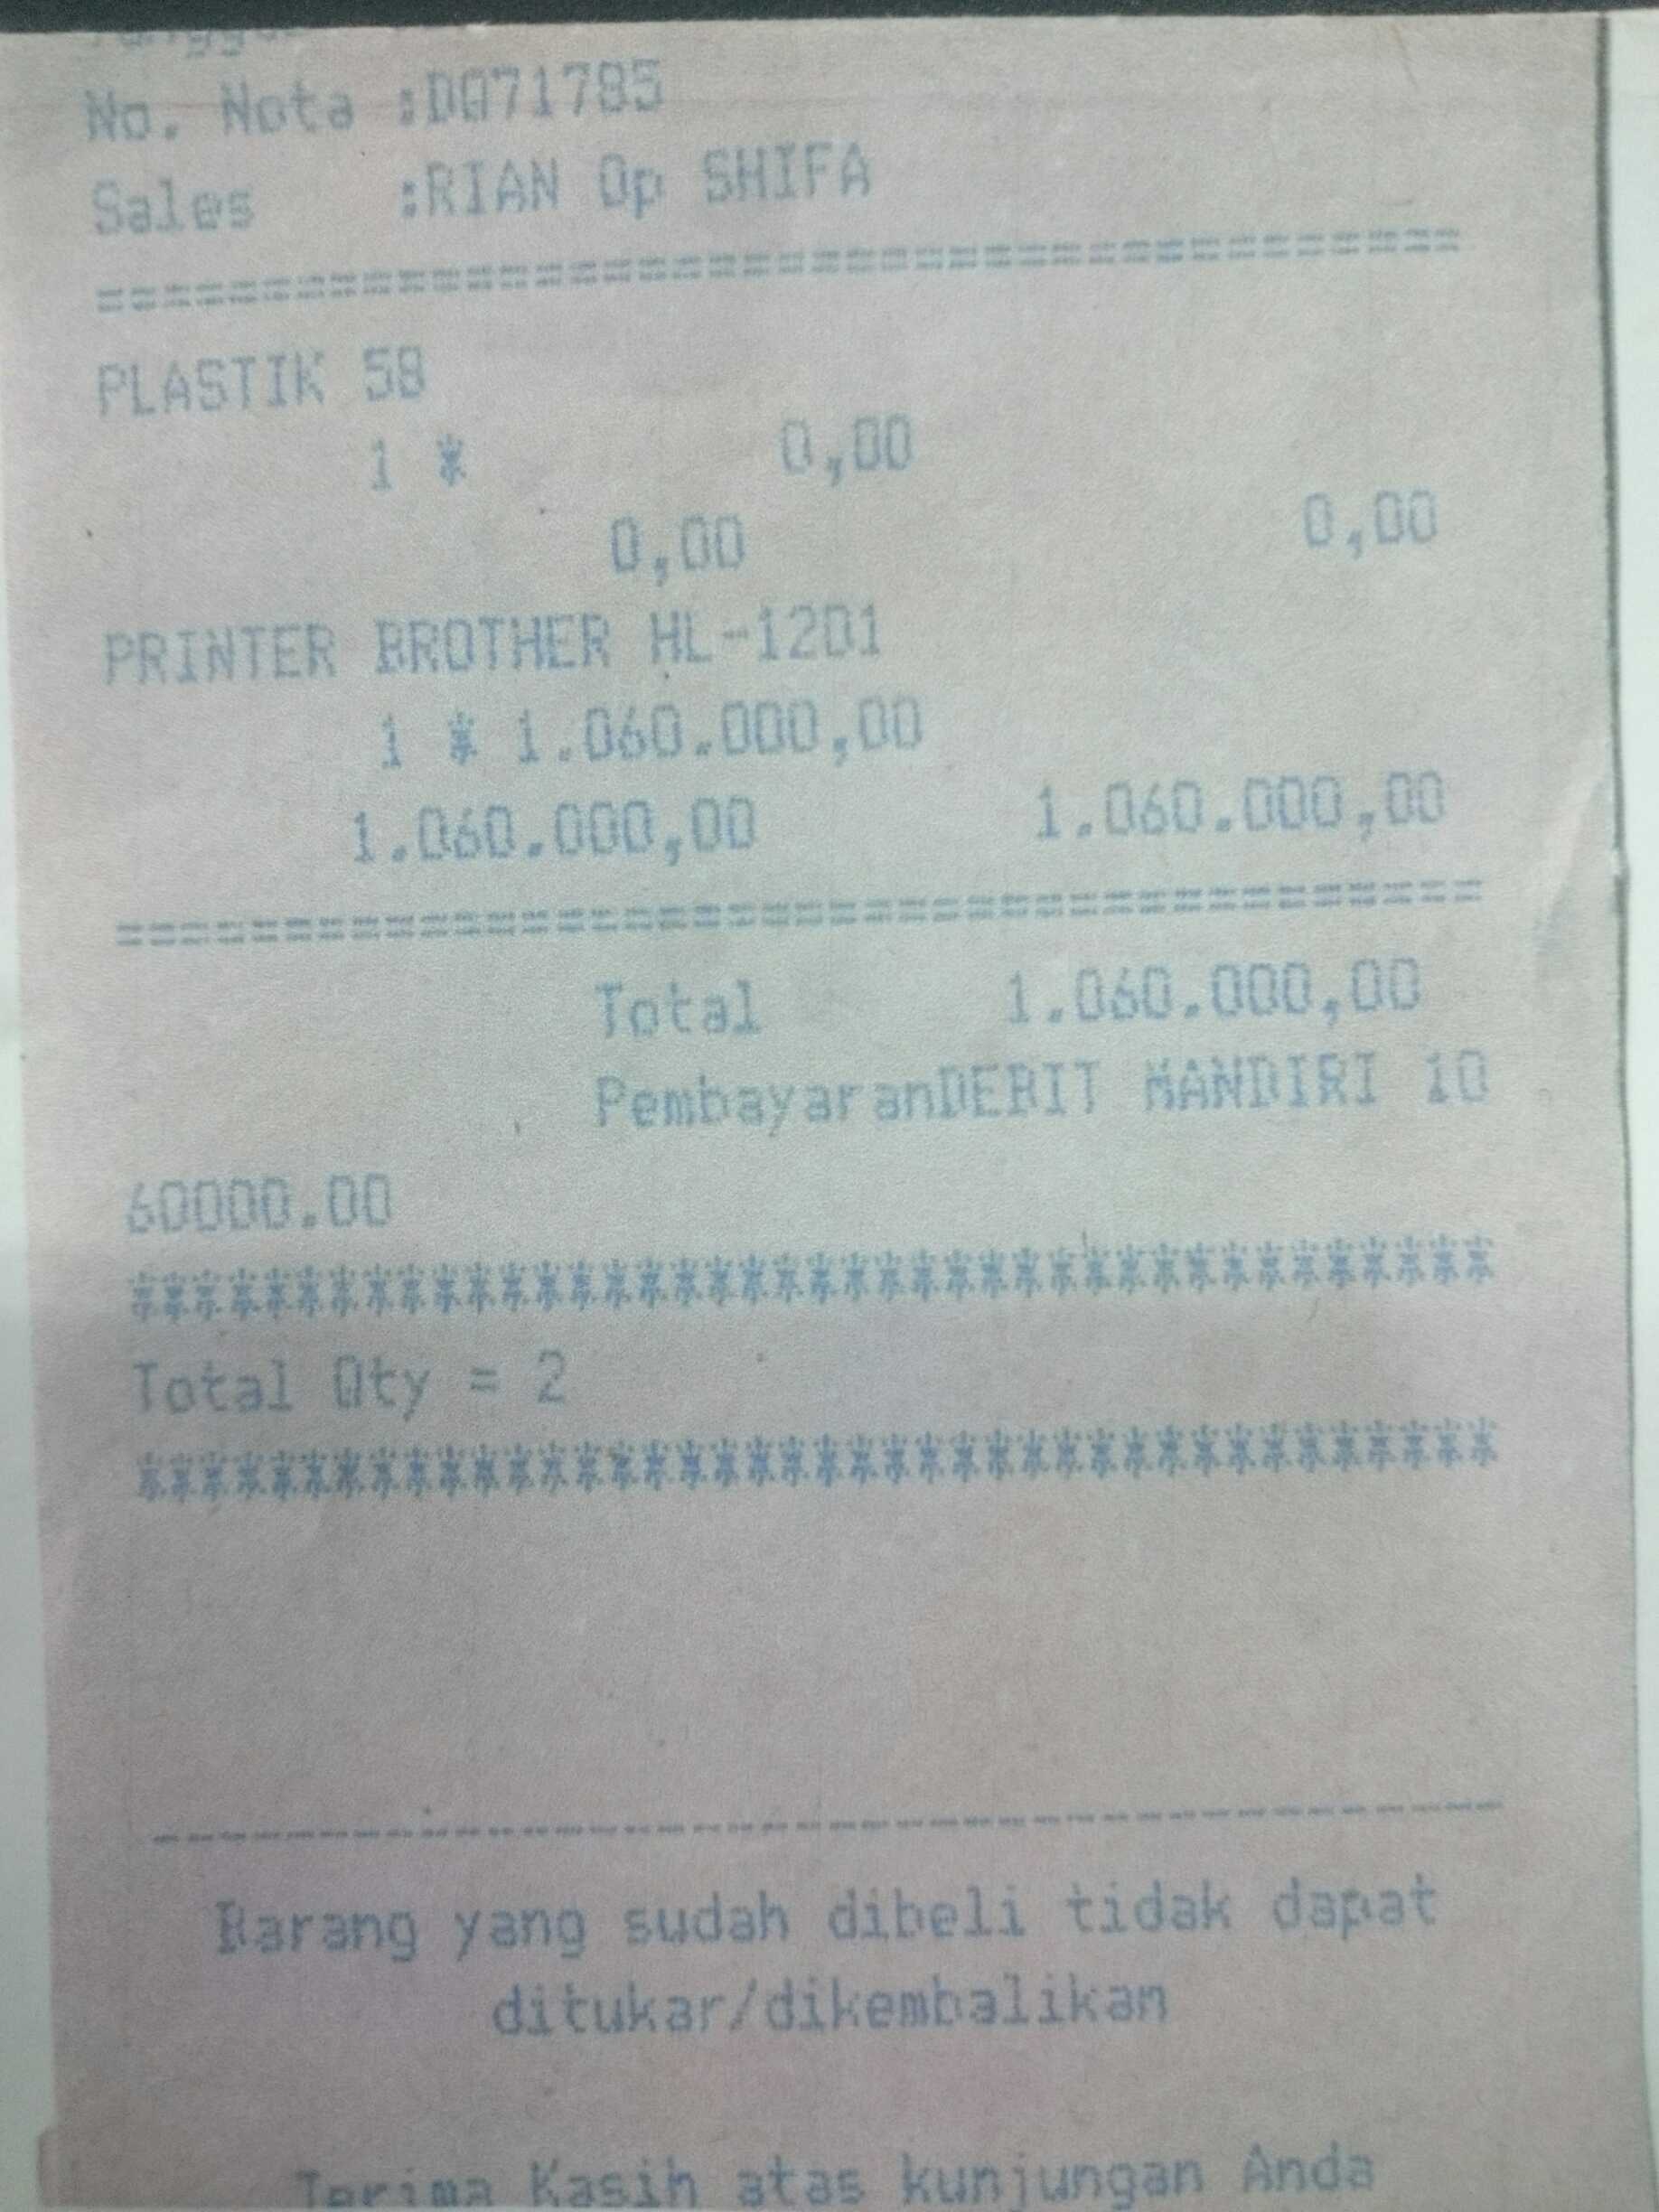 No. Nota :DQ71785
Sales :RIAN Op SHIFA
========================================
PLASTIK 58
1 * 0,00
0,00 0,00
PRINTER BROTHER HL-1201
1 * 1.060.000,00
1.060.000,00 1.060.000,00
========================================
Total 1.060.000,00
PembayaranDEBIT MANDIRI 10
60000.00
****************************************
Total Qty = 2
****************************************
----------------------------------------
Barang yang sudah dibeli tidak dapat
ditukar/dikembalikan
Terima Kasih atas kunjungan Anda